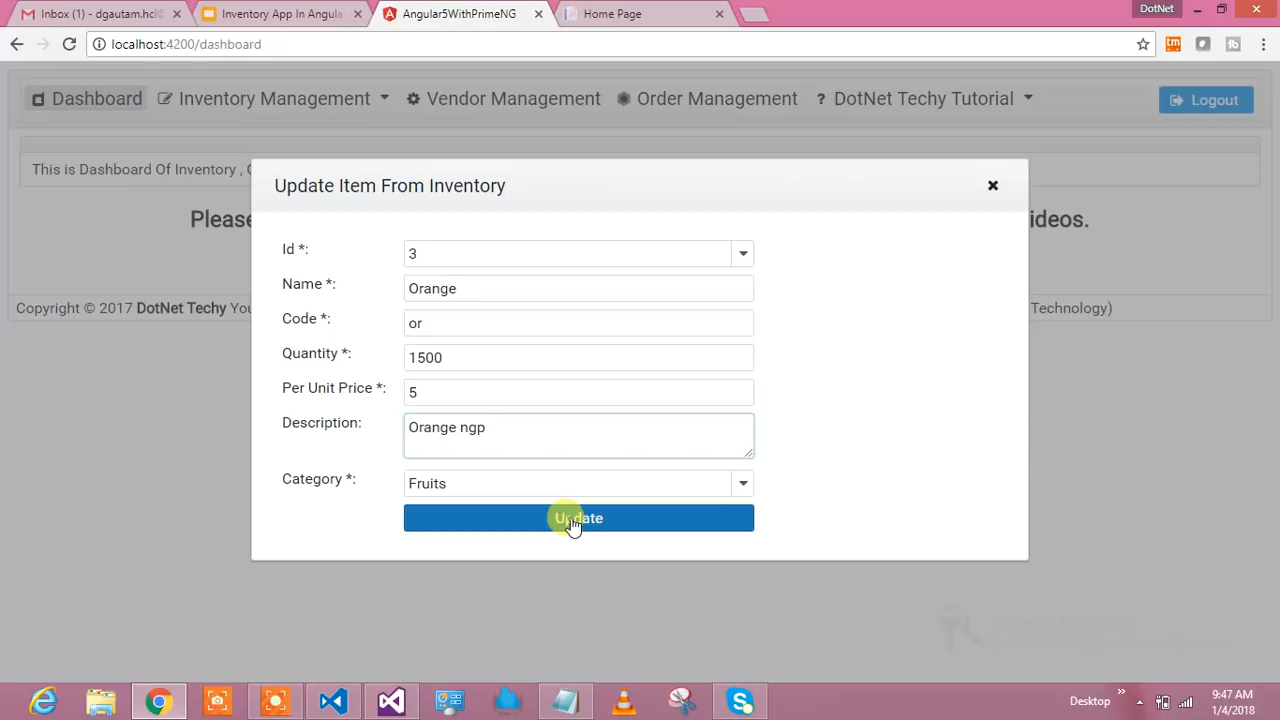 Inbox (1) - dgautam.hcl@
Inventory App In Angular
Angular5WithPrimeNG
Home Page
DotNet
localhost:4200/dashboard
Dashboard
Inventory Management
Vendor Management
Order Management
? DotNet Techy Tutorial
Logout
This is Dashboard Of Inventory ,
Update Item From Inventory
Id *:
3
Name *:
Orange
Code *:
or
Quantity *:
1500
Per Unit Price *:
5
Description:
Orange ngp
Category *:
Fruits
Update
Please
ideos.
Copyright © 2017 DotNet Techy You
Technology)
Desktop
9:47 AM
1/4/2018